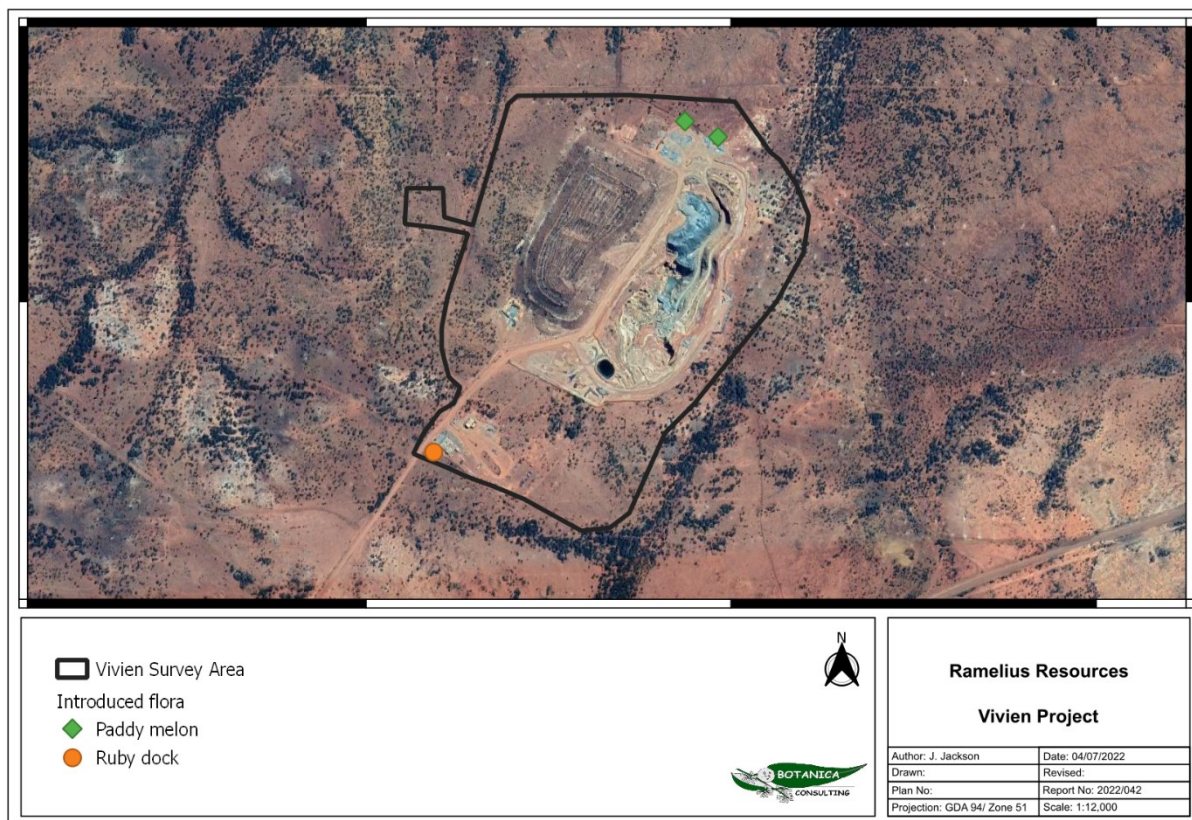 N
Vivien Survey Area
Introduced flora
Paddy melon
Ruby dock
BOTANICA
CONSULTING
Ramelius Resources
Vivien Project
Author: J. Jackson
Date: 04/07/2022
Drawn:
Revised:
Plan No:
Report No: 2022/042
Projection: GDA 94/ Zone 51
Scale: 1:12,000